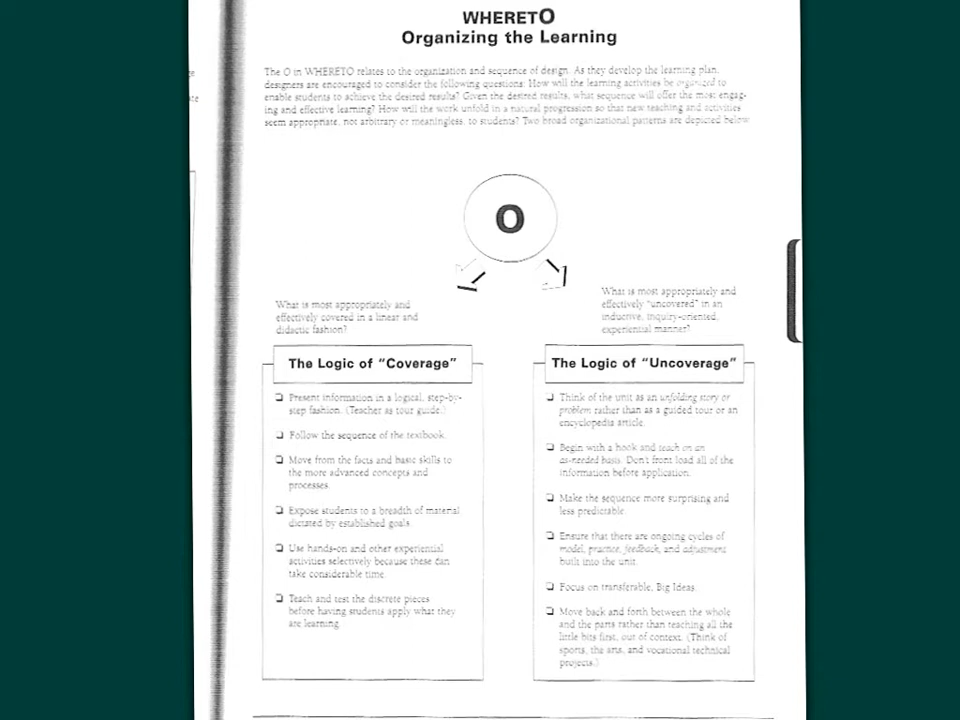 WHERETO
Organizing the Learning
The O in WHERETO relates to the organization and sequence of design. As they develop the learning plan,
designers are encouraged to consider the following questions: How will the learning activities be organized to
enable students to achieve the desired results? Given the desired results, what sequence will offer the most engag-
ing and effective learning? How will the work unfold in a natural progression so that new teaching and activities
seem appropriate, not arbitrary or meaningless, to students? Two broad organizational patterns are depicted below
O
What is most appropriately and
effectively covered in a linear and
didactic fashion?
What is most appropriately and
effectively "uncovered" in an
inductive, inquiry-oriented,
experiential manner?
The Logic of "Coverage"
Present information in a logical, step-by-
step fashion. (Teacher as tour guide.)
Follow the sequence of the textbook.
Move from the facts and basic skills to
the more advanced concepts and
processes.
Expose students to a breadth of material
dictated by established goals.
Use hands-on and other experiential
activities selectively because these can
take considerable time.
Teach and test the discrete pieces
before having students apply what they
are learning.
The Logic of "Uncoverage"
Think of the unit as an unfolding story or
problem rather than as a guided tour or an
encyclopedia article.
Begin with a hook and teach on an
as-needed basis. Don't front load all of the
information before application.
Make the sequence more surprising and
less predictable.
Ensure that there are ongoing cycles of
model, practice, feedback, and adjustment
built into the unit.
Focus on transferable, Big Ideas.
Move back and forth between the whole
and the parts rather than teaching all the
little bits first, out of context. (Think of
sports, the arts, and vocational technical
projects.)